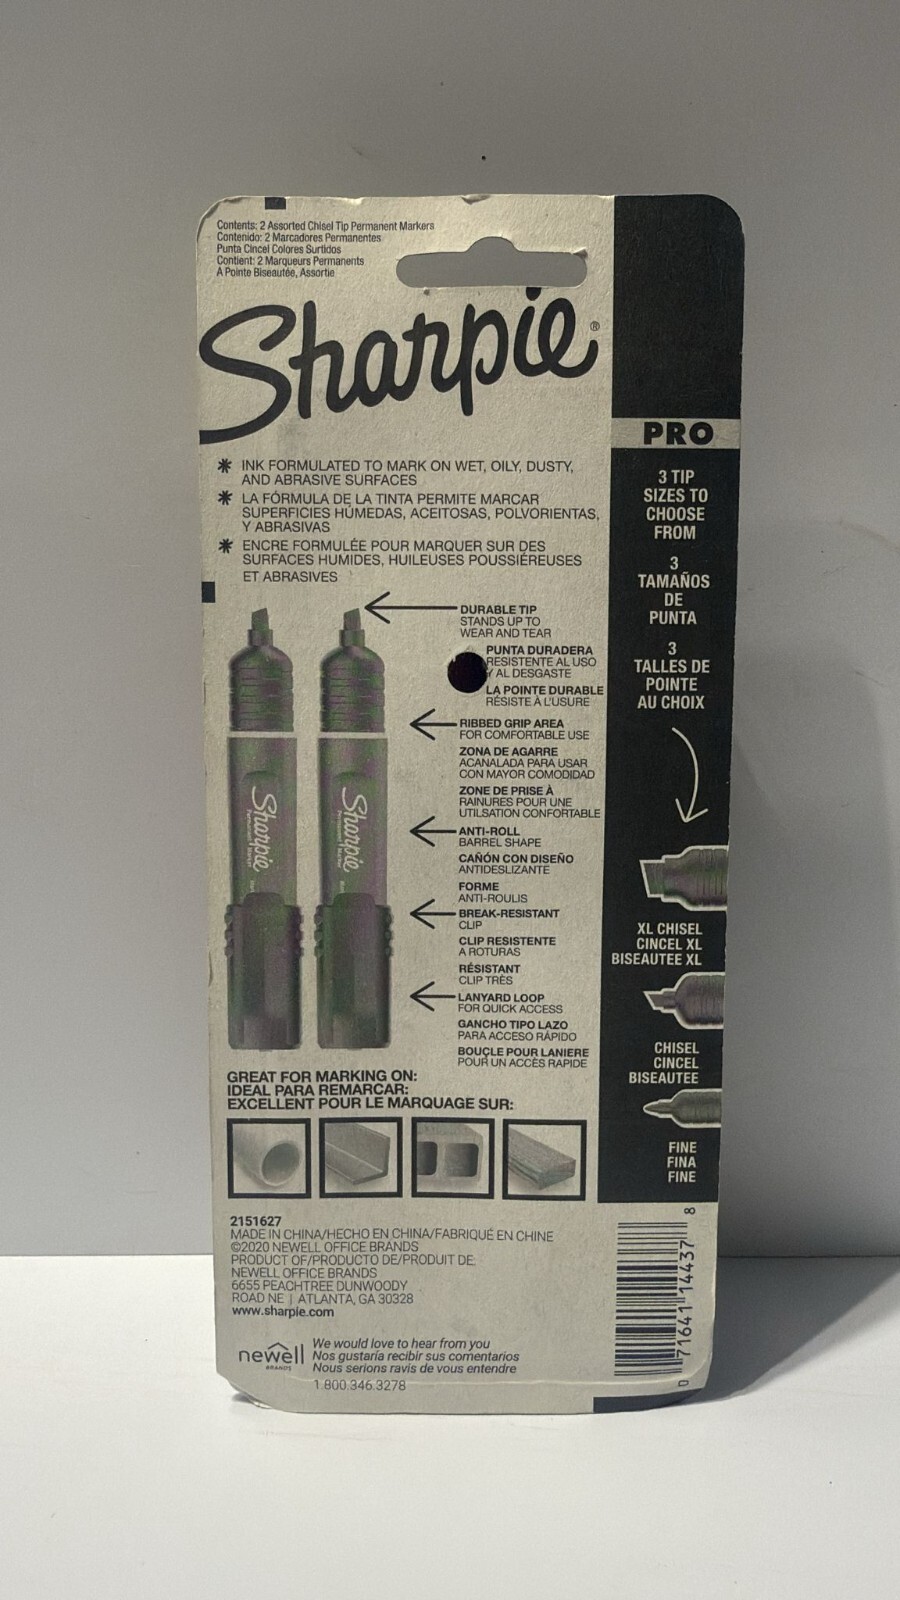 Contents: 2 Assorted Chisel Tip Permanent Markers
Contenido: 2 Marcadores Permanentes
Punta Cincel Colores Surtidos
Contient: 2 Marqueurs Permanents
À Pointe Biseautée, Assortie
Sharpie®
PRO
* INK FORMULATED TO MARK ON WET, OILY, DUSTY,
AND ABRASIVE SURFACES
* LA FÓRMULA DE LA TINTA PERMITE MARCAR
SUPERFICIES HÚMEDAS, ACEITOSAS, POLVORIENTAS,
Y ABRASIVAS
* ENCRE FORMULÉE POUR MARQUER SUR DES
SURFACES HUMIDES, HUILEUSES POUSSIÉREUSES
ET ABRASIVES
DURABLE TIP
STANDS UP TO
WEAR AND TEAR
PUNTA DURADERA
RESISTENTE AL USO
Y AL DESGASTE
LA POINTE DURABLE
RÉSISTE À L'USURE
RIBBED GRIP AREA
FOR COMFORTABLE USE
ZONA DE AGARRE
ACANALADA PARA USAR
CON MAYOR COMODIDAD
ZONE DE PRISE À
RAINURES POUR UNE
UTILSATION CONFORTABLE
ANTI-ROLL
BARREL SHAPE
CAÑÓN CON DISEÑO
ANTIDESLIZANTE
FORME
ANTI-ROULIS
BREAK-RESISTANT
CLIP
CLIP RESISTENTE
A ROTURAS
RÉSISTANT
CLIP TRÈS
LANYARD LOOP
FOR QUICK ACCESS
GANCHO TIPO LAZO
PARA ACCESO RÁPIDO
BOUCLE POUR LANIERE
POUR UN ACCÈS RAPIDE
Sharpie
Permanent Marker
Sharpie
Permanent Marker
3 TIP
SIZES TO
CHOOSE
FROM
3
TAMAÑOS
DE
PUNTA
3
TALLES DE
POINTE
AU CHOIX
XL CHISEL
CINCEL XL
BISEAUTEE XL
CHISEL
CINCEL
BISEAUTEE
FINE
FINA
FINE
GREAT FOR MARKING ON:
IDEAL PARA REMARCAR:
EXCELLENT POUR LE MARQUAGE SUR:
2151627
MADE IN CHINA/HECHO EN CHINA/FABRIQUÉ EN CHINE
©2020 NEWELL OFFICE BRANDS
PRODUCT OF/PRODUCTO DE/PRODUIT DE:
NEWELL OFFICE BRANDS
6655 PEACHTREE DUNWOODY
ROAD NE | ATLANTA, GA 30328
www.sharpie.com
newell
BRANDS
We would love to hear from you
Nos gustaría recibir sus comentarios
Nous serions ravis de vous entendre
1.800.346.3278
0 71641 14437 8